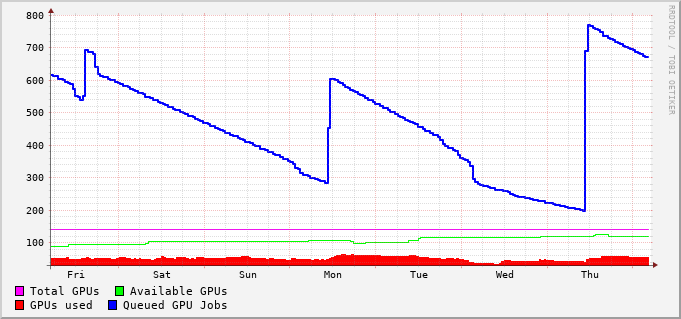 800
700
600
500
400
300
200
100
Fri Sat Sun Mon Tue Wed Thu
Total GPUs Available GPUs
GPUs used Queued GPU Jobs
RRDTOOL / TOBI OETIKER